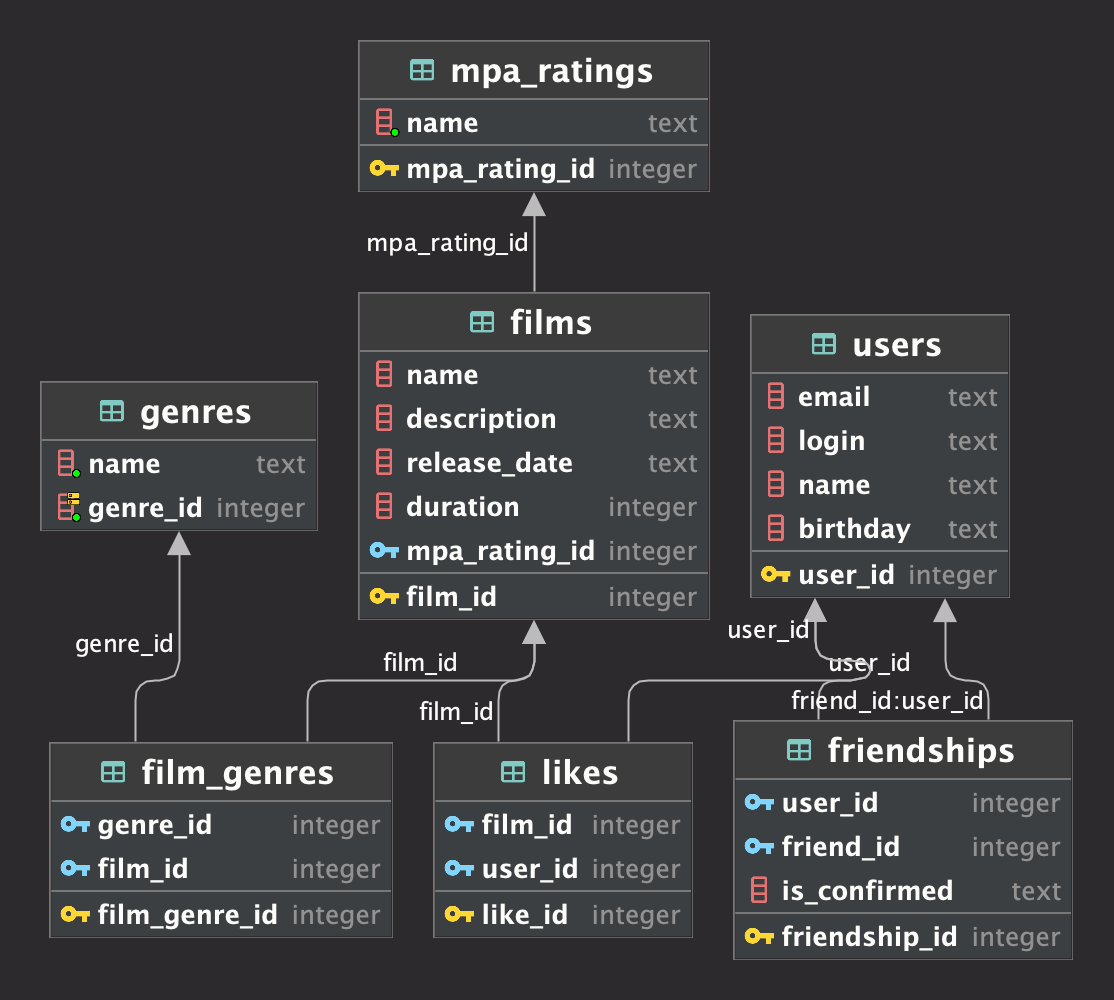 mpa_ratings
name text
mpa_rating_id integer
mpa_rating_id
films
name text
description text
release_date text
duration integer
mpa_rating_id integer
film_id integer
users
email text
login text
name text
birthday text
user_id integer
genres
name text
genre_id integer
genre_id
film_id
film_id
user_id
user_id
friend_id:user_id
film_genres
genre_id integer
film_id integer
film_genre_id integer
likes
film_id integer
user_id integer
like_id integer
friendships
user_id integer
friend_id integer
is_confirmed text
friendship_id integer